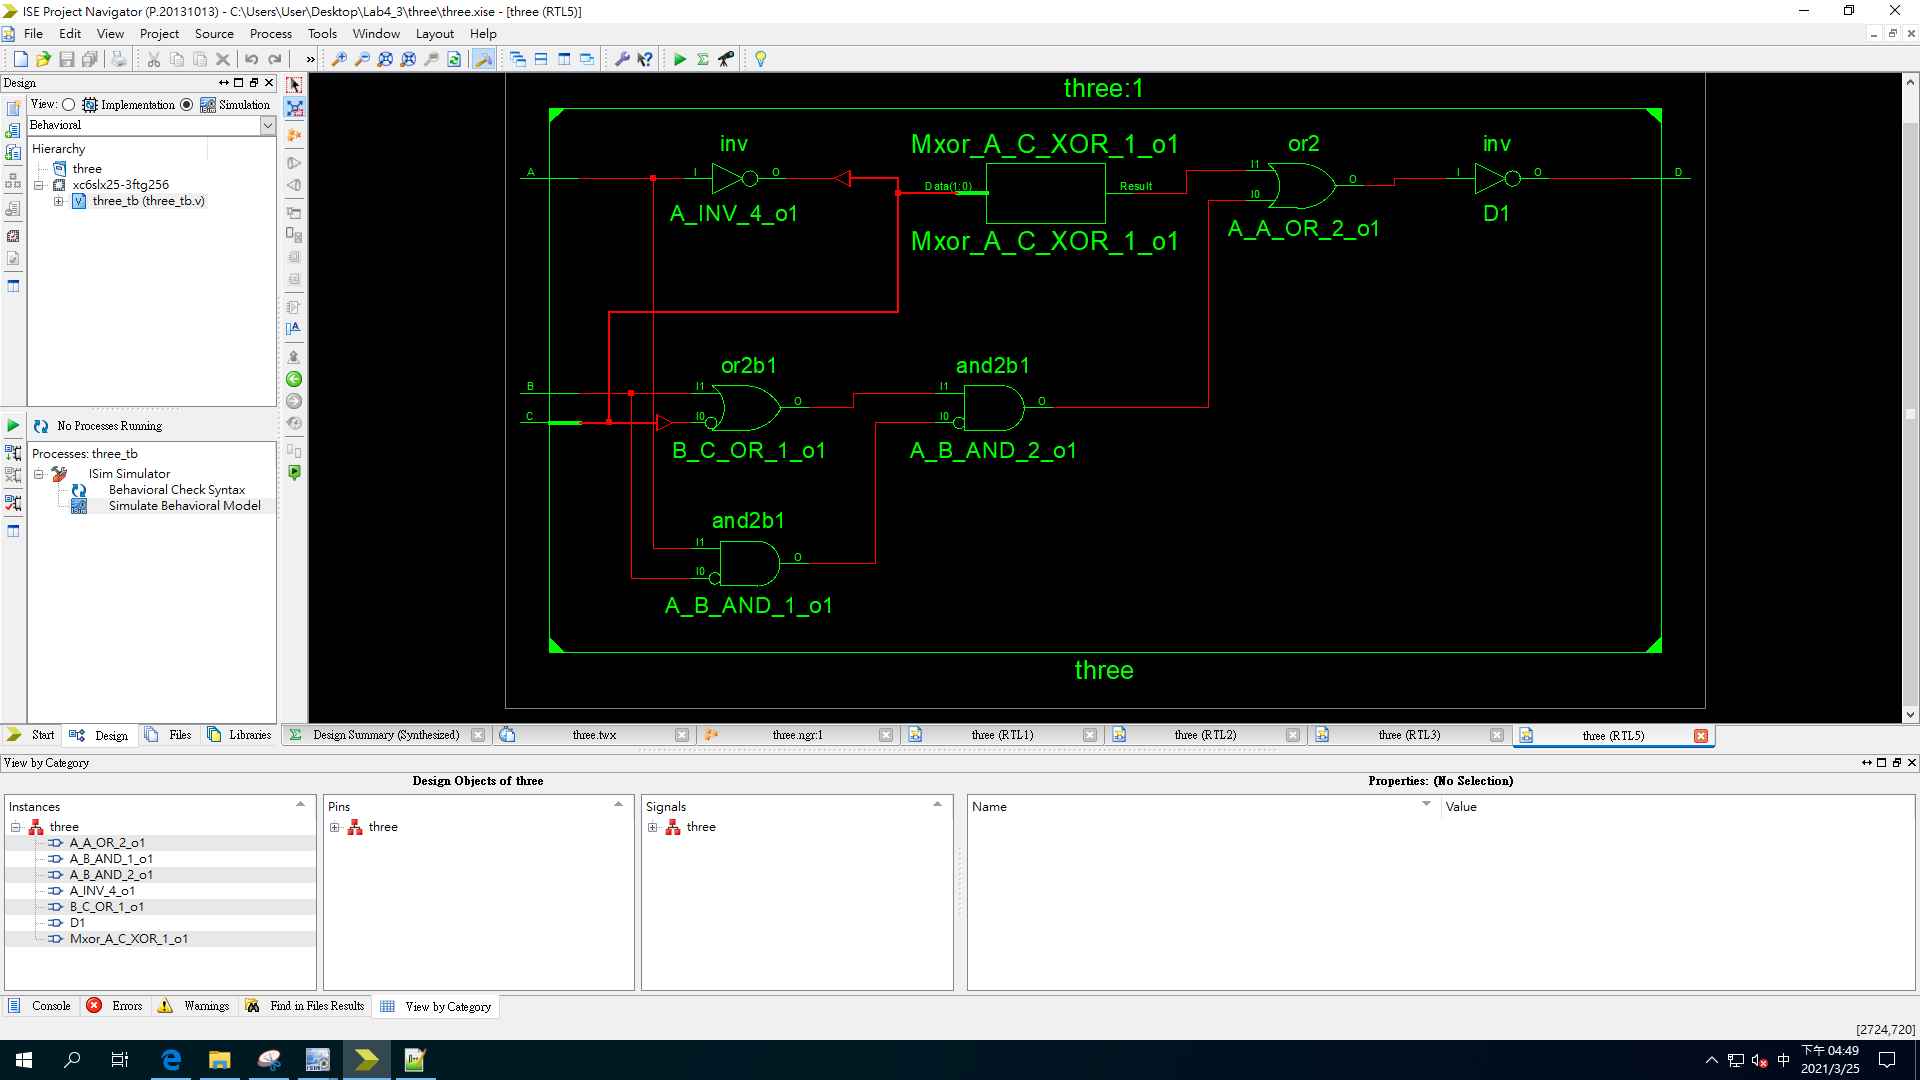 ISE Project Navigator (P.20131013) - C:\Users\User\Desktop\Lab4_3\three\three.xise - [three (RTL5)]
File Edit View Project Source Process Tools Window Layout Help
»
Design
View: Implementation Simulation
Behavioral
Hierarchy
three
xc6slx25-3ftg256
three_tb (three_tb.v)
No Processes Running
Processes: three_tb
ISim Simulator
Behavioral Check Syntax
Simulate Behavioral Model
Start Design Files Libraries
three:1
inv
A I O
A_INV_4_o1
Mxor_A_C_XOR_1_o1
Data(1:0) Result
Mxor_A_C_XOR_1_o1
or2
I1 O
I0
A_A_OR_2_o1
inv
I O D
D1
or2b1
B I1 O
C I0
B_C_OR_1_o1
and2b1
I1 O
I0
A_B_AND_2_o1
and2b1
I1 O
I0
A_B_AND_1_o1
three
Design Summary (Synthesized) three.twx three.ngr:1 three (RTL1) three (RTL2) three (RTL3) three (RTL5)
View by Category
Design Objects of three
Properties: (No Selection)
Instances
three
A_A_OR_2_o1
A_B_AND_1_o1
A_B_AND_2_o1
A_INV_4_o1
B_C_OR_1_o1
D1
Mxor_A_C_XOR_1_o1
Pins
three
Signals
three
Name Value
Console Errors Warnings Find in Files Results View by Category
[2724,720]
中
下午 04:49
2021/3/25